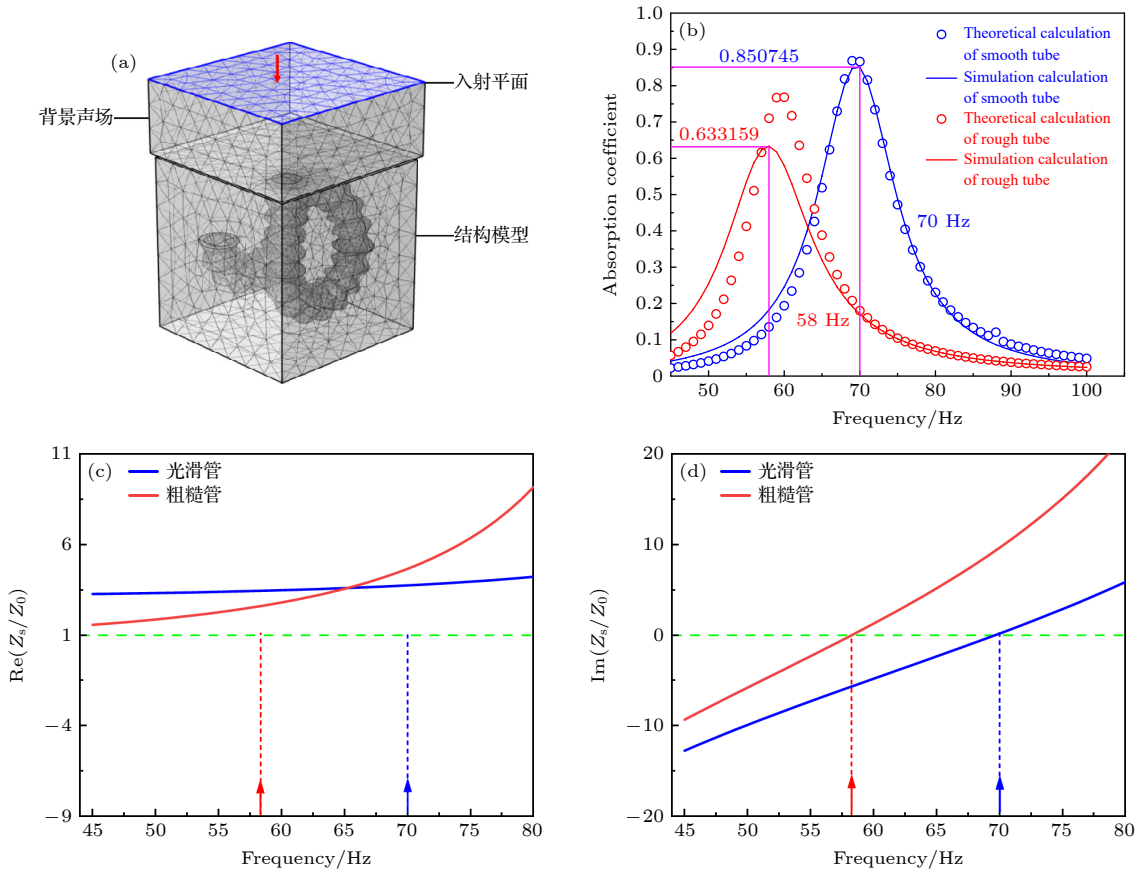 (a)
入射平面
背景声场
结构模型
(b)
Theoretical calculation
of smooth tube
Simulation calculation
of smooth tube
Theoretical calculation
of rough tube
Simulation calculation
of rough tube
0.850745
0.633159
70 Hz
58 Hz
Absorption coefficient
1.0
0.9
0.8
0.7
0.6
0.5
0.4
0.3
0.2
0.1
0
50 60 70 80 90 100
Frequency/Hz
(c)
光滑管
粗糙管
Re(Zs/Z0)
11
6
1
−4
−9
45 50 55 60 65 70 75 80
Frequency/Hz
(d)
光滑管
粗糙管
Im(Zs/Z0)
20
10
0
−10
−20
45 50 55 60 65 70 75 80
Frequency/Hz